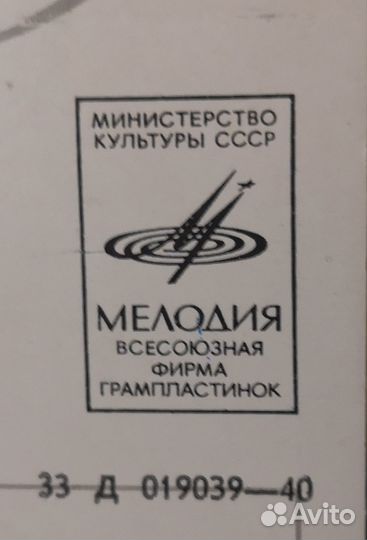 МИНИСТЕРСТВО
КУЛЬТУРЫ СССР
МЕЛОДИЯ
ВСЕСОЮЗНАЯ
ФИРМА
ГРАМПЛАСТИНОК
33 Д 019039—40
Avito